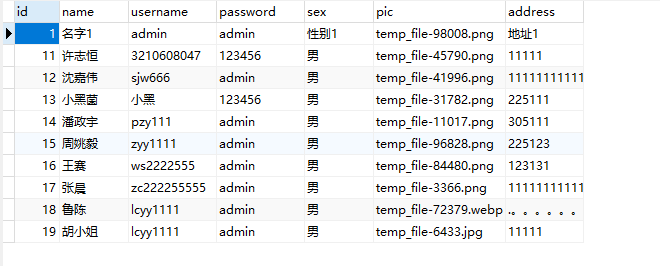 id name username password sex pic address
1 名字1 admin admin 性别1 temp_file-98008.png 地址1
11 许志恒 3210608047 123456 男 temp_file-45790.png 11111
12 沈嘉伟 sjw666 admin 男 temp_file-41996.png 11111111111
13 小黑菌 小黑 123456 男 temp_file-31782.png 225111
14 潘政宇 pzy111 admin 男 temp_file-11017.png 305111
15 周姚毅 zyy1111 admin 男 temp_file-96828.png 225123
16 王赛 ws2222555 admin 男 temp_file-84480.png 123131
17 张晨 zc222255555 admin 男 temp_file-3366.png 11111111111
18 鲁陈 lcyy1111 admin 男 temp_file-72379.webp .。。。。。。
19 胡小姐 lcyy1111 admin 男 temp_file-6433.jpg 11111